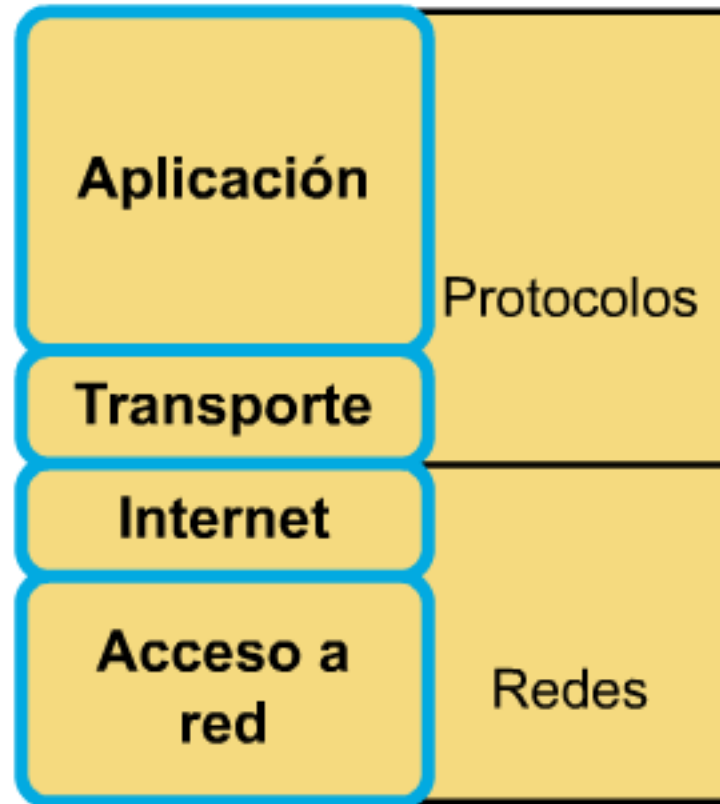 Aplicación
Protocolos
Transporte
Internet
Acceso a
red
Redes